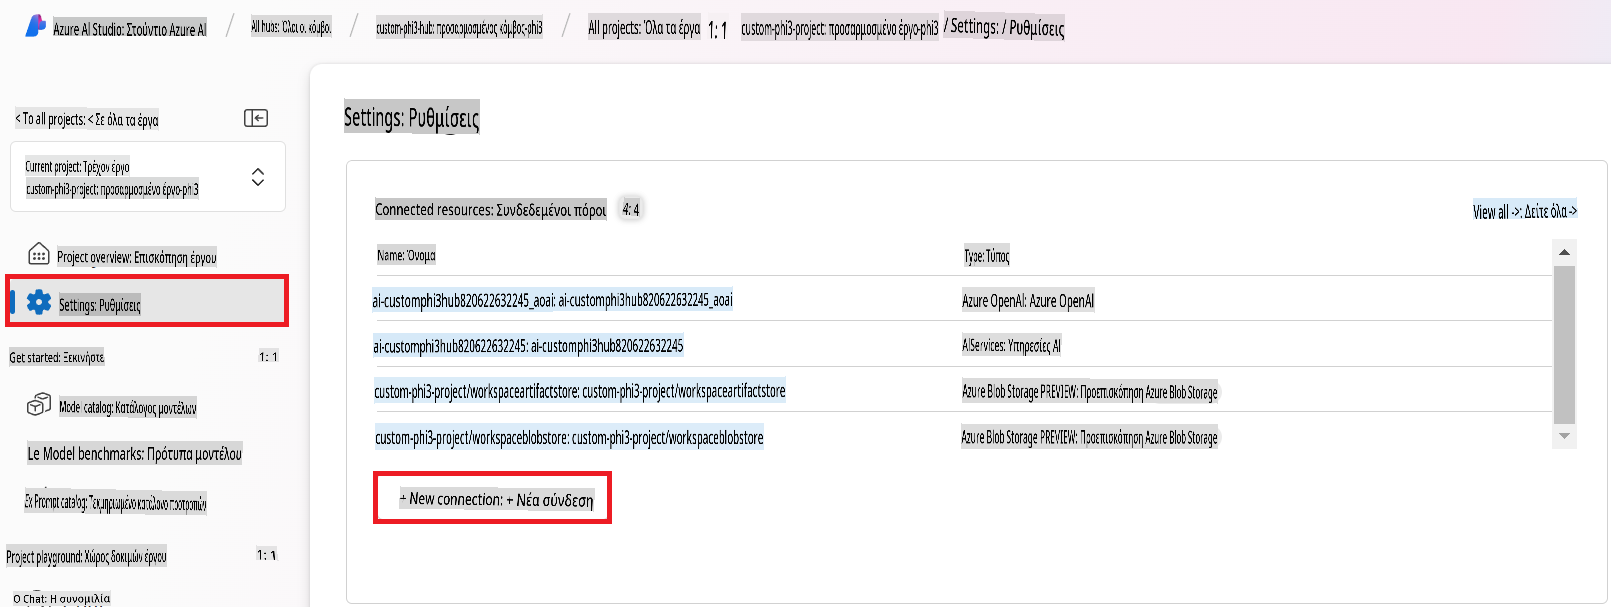 Azure AI Studio: Στούντιο Azure AI / All hubs: Όλοι οι κόμβοι / custom-phi3-hub: προσαρμοσμένος κόμβος-phi3 / All projects: Όλα τα έργα 1: 1 custom-phi3-project: προσαρμοσμένο έργο-phi3 / Settings: / Ρυθμίσεις
< To all projects: < Σε όλα τα έργα
Current project: Τρέχον έργο
custom-phi3-project: προσαρμοσμένο έργο-phi3
Project overview: Επισκόπηση έργου
Settings: Ρυθμίσεις
Get started: Ξεκινήστε 1: 1
Model catalog: Κατάλογος μοντέλων
Le Model benchmarks: Πρότυπα μοντέλου
Ex Prompt catalog: Τεκμηριωμένο κατάλογο προτροπών
Project playground: Χώρος δοκιμών έργου 1: 1
O Chat: Η συνομιλία
Settings: Ρυθμίσεις
Connected resources: Συνδεδεμένοι πόροι 4: 4
View all ->: Δείτε όλα ->
Name: Όνομα Type: Τύπος
ai-customphi3hub820622632245_aoai: ai-customphi3hub820622632245_aoai Azure OpenAI: Azure OpenAI
ai-customphi3hub820622632245: ai-customphi3hub820622632245 AIServices: Υπηρεσίες AI
custom-phi3-project/workspaceartifactstore: custom-phi3-project/workspaceartifactstore Azure Blob Storage PREVIEW: Προεπισκόπηση Azure Blob Storage
custom-phi3-project/workspaceblobstore: custom-phi3-project/workspaceblobstore Azure Blob Storage PREVIEW: Προεπισκόπηση Azure Blob Storage
+ New connection: + Νέα σύνδεση